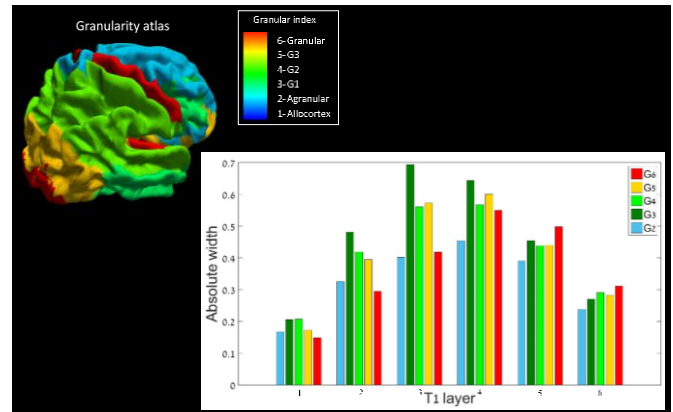 Granularity atlas
Granular index
6-Granular
5-G3
4-G2
3-G1
2-Agranular
1-Allocortex
0.7
0.6
0.5
0.4
0.3
0.2
0.1
0
Absolute width
G6
G5
G4
G3
G2
1 2 3 4 5 6
T1 layer